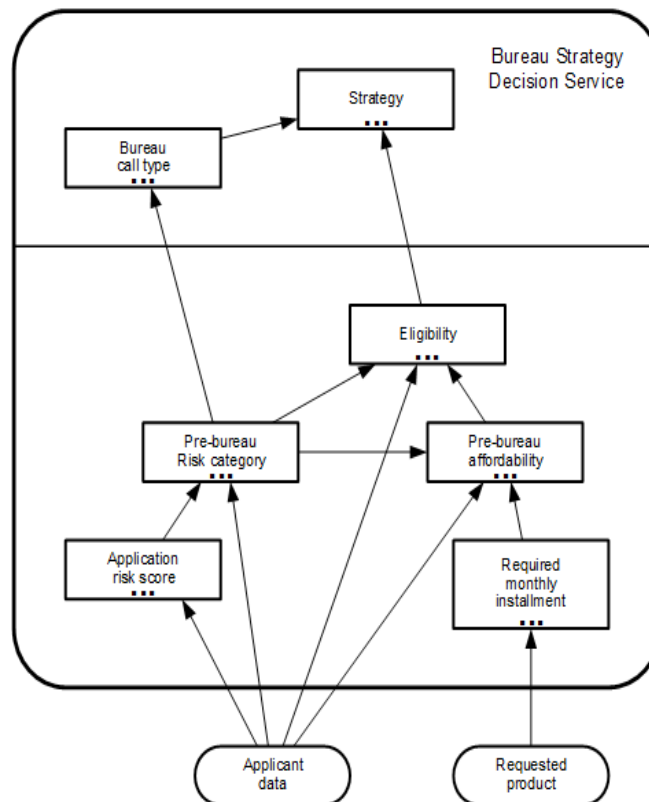 Bureau Strategy
Decision Service
Strategy
...
Bureau
call type
...
Eligibility
...
Pre-bureau
Risk category
...
Pre-bureau
affordability
...
Application
risk score
...
Required
monthly
installment
...
Applicant
data
Requested
product